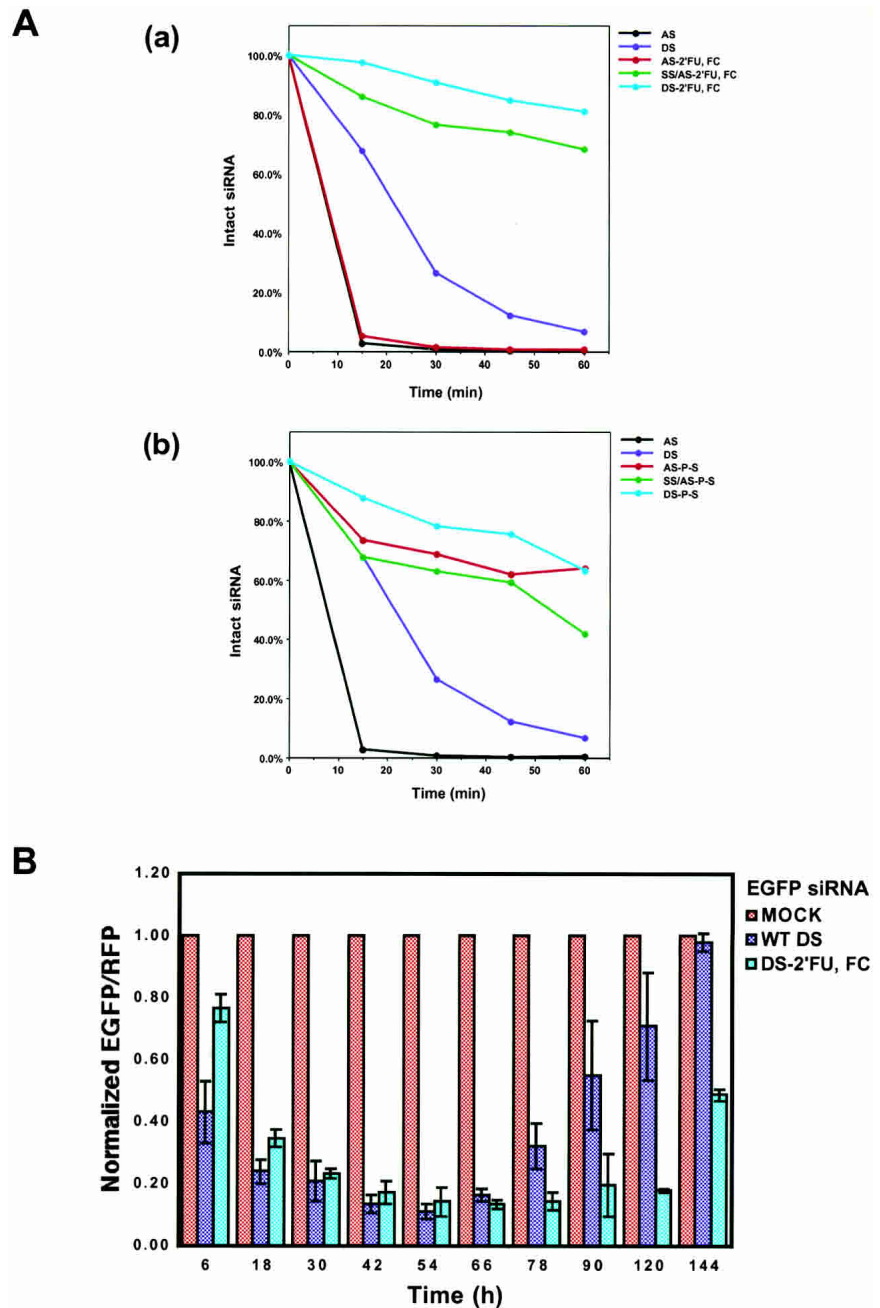 A
(a)
AS
DS
AS-2'FU, FC
SS/AS-2'FU, FC
DS-2'FU, FC
100.0%
80.0%
60.0%
40.0%
20.0%
0.0%
Intact siRNA
0 10 20 30 40 50 60
Time (min)
(b)
AS
DS
AS-P-S
SS/AS-P-S
DS-P-S
100.0%
80.0%
60.0%
40.0%
20.0%
0.0%
Intact siRNA
0 10 20 30 40 50 60
Time (min)
B
1.20
1.00
0.80
0.60
0.40
0.20
0.00
Normalized EGFP/RFP
EGFP siRNA
MOCK
WT DS
DS-2'FU, FC
6 18 30 42 54 66 78 90 120 144
Time (h)